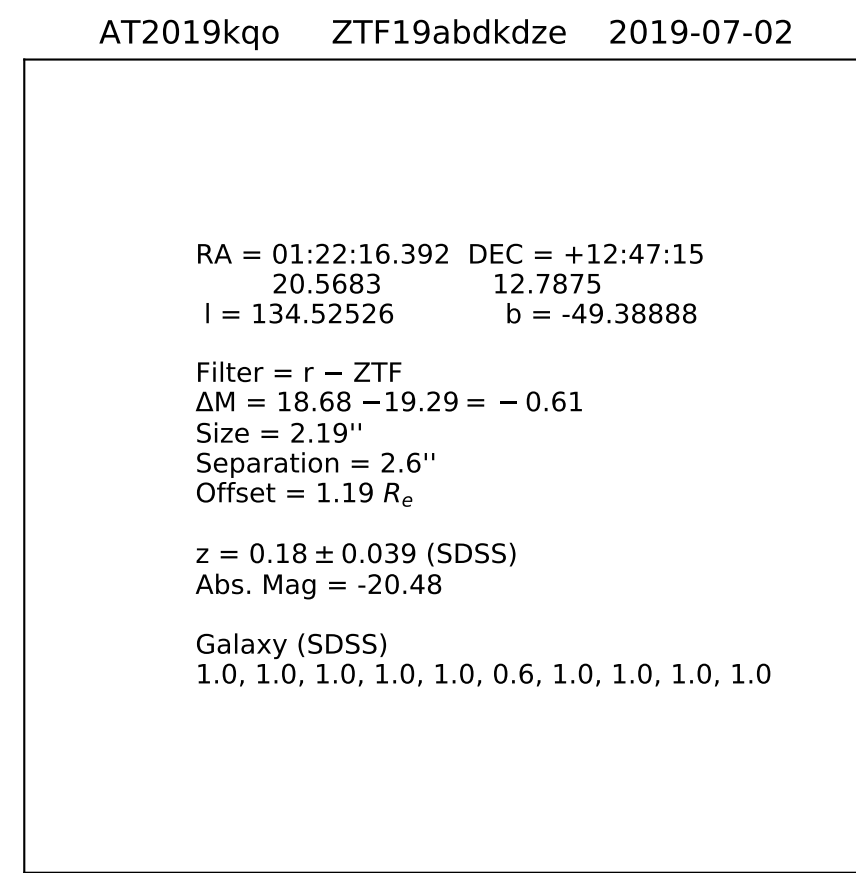 AT2019kqo ZTF19abdkdze 2019-07-02
RA = 01:22:16.392 DEC = +12:47:15
20.5683 12.7875
l = 134.52526 b = -49.38888
Filter = r − ZTF
ΔM = 18.68 −19.29 = − 0.61
Size = 2.19''
Separation = 2.6''
Offset = 1.19 Rₑ
z = 0.18 ± 0.039 (SDSS)
Abs. Mag = -20.48
Galaxy (SDSS)
1.0, 1.0, 1.0, 1.0, 1.0, 0.6, 1.0, 1.0, 1.0, 1.0